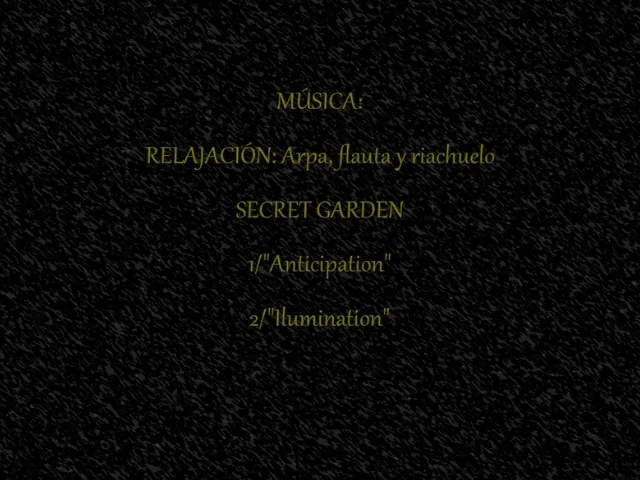 MÚSICA:
RELAJACIÓN: Arpa, flauta y riachuelo
SECRET GARDEN
1/"Anticipation"
2/"Ilumination"